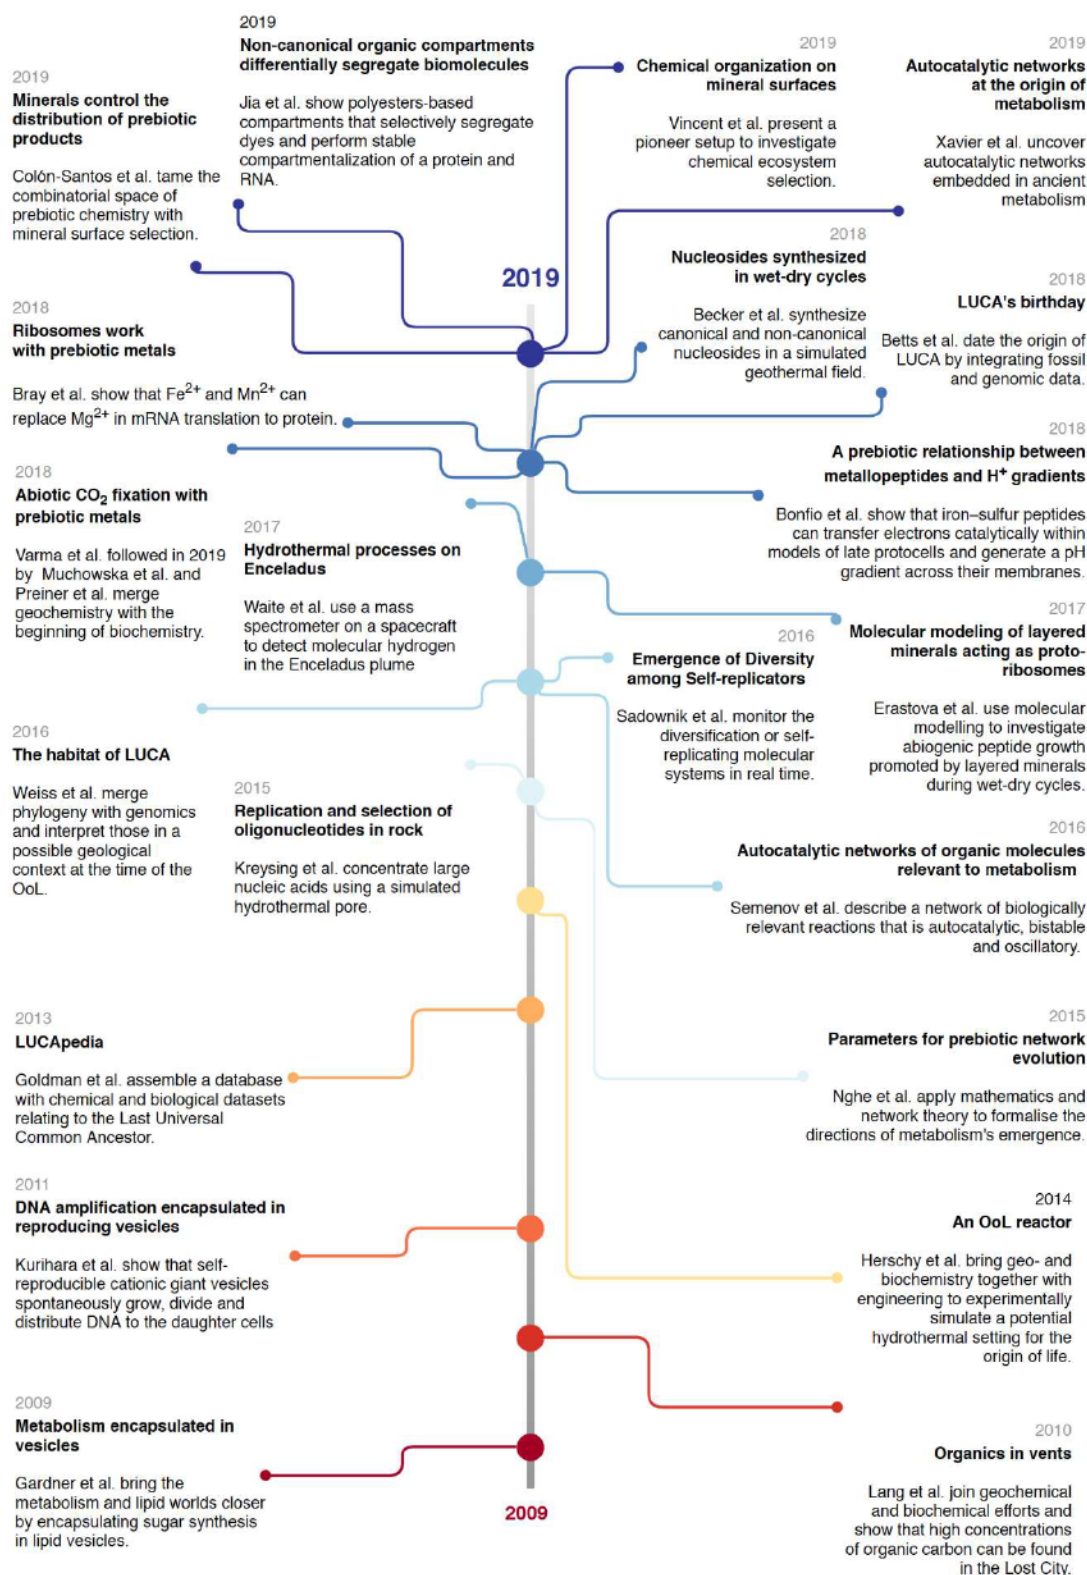 2019
Non-canonical organic compartments
differentially segregate biomolecules
Jia et al. show polyesters-based
compartments that selectively segregate
dyes and perform stable
compartmentalization of a protein and
RNA.
2019
Chemical organization on
mineral surfaces
Vincent et al. present a
pioneer setup to investigate
chemical ecosystem
selection.
2019
Autocatalytic networks
at the origin of
metabolism
Xavier et al. uncover
autocatalytic networks
embedded in ancient
metabolism
2019
Minerals control the
distribution of prebiotic
products
Colón-Santos et al. tame the
combinatorial space of
prebiotic chemistry with
mineral surface selection.
2019
2018
Nucleosides synthesized
in wet-dry cycles
Becker et al. synthesize
canonical and non-canonical
nucleosides in a simulated
geothermal field.
2018
LUCA's birthday
Betts et al. date the origin of
LUCA by integrating fossil
and genomic data.
2018
Ribosomes work
with prebiotic metals
Bray et al. show that Fe2+ and Mn2+ can
replace Mg2+ in mRNA translation to protein.
2018
A prebiotic relationship between
metallopeptides and H+ gradients
Bonfio et al. show that iron–sulfur peptides
can transfer electrons catalytically within
models of late protocells and generate a pH
gradient across their membranes.
2018
Abiotic CO2 fixation with
prebiotic metals
Varma et al. followed in 2019
by Muchowska et al. and
Preiner et al. merge
geochemistry with the
beginning of biochemistry.
2017
Hydrothermal processes on
Enceladus
Waite et al. use a mass
spectrometer on a spacecraft
to detect molecular hydrogen
in the Enceladus plume
2017
Molecular modeling of layered
minerals acting as proto-
ribosomes
Erastova et al. use molecular
modelling to investigate
abiogenic peptide growth
promoted by layered minerals
during wet-dry cycles.
2016
Emergence of Diversity
among Self-replicators
Sadownik et al. monitor the
diversification or self-
replicating molecular
systems in real time.
2016
The habitat of LUCA
Weiss et al. merge
phylogeny with genomics
and interpret those in a
possible geological
context at the time of the
OoL.
2015
Replication and selection of
oligonucleotides in rock
Kreysing et al. concentrate large
nucleic acids using a simulated
hydrothermal pore.
2016
Autocatalytic networks of organic molecules
relevant to metabolism
Semenov et al. describe a network of biologically
relevant reactions that is autocatalytic, bistable
and oscillatory.
2013
LUCApedia
Goldman et al. assemble a database
with chemical and biological datasets
relating to the Last Universal
Common Ancestor.
2015
Parameters for prebiotic network
evolution
Nghe et al. apply mathematics and
network theory to formalise the
directions of metabolism's emergence.
2011
DNA amplification encapsulated in
reproducing vesicles
Kurihara et al. show that self-
reproducible cationic giant vesicles
spontaneously grow, divide and
distribute DNA to the daughter cells
2014
An OoL reactor
Herschy et al. bring geo- and
biochemistry together with
engineering to experimentally
simulate a potential
hydrothermal setting for the
origin of life.
2009
Metabolism encapsulated in
vesicles
Gardner et al. bring the
metabolism and lipid worlds closer
by encapsulating sugar synthesis
in lipid vesicles.
2009
2010
Organics in vents
Lang et al. join geochemical
and biochemical efforts and
show that high concentrations
of organic carbon can be found
in the Lost City.